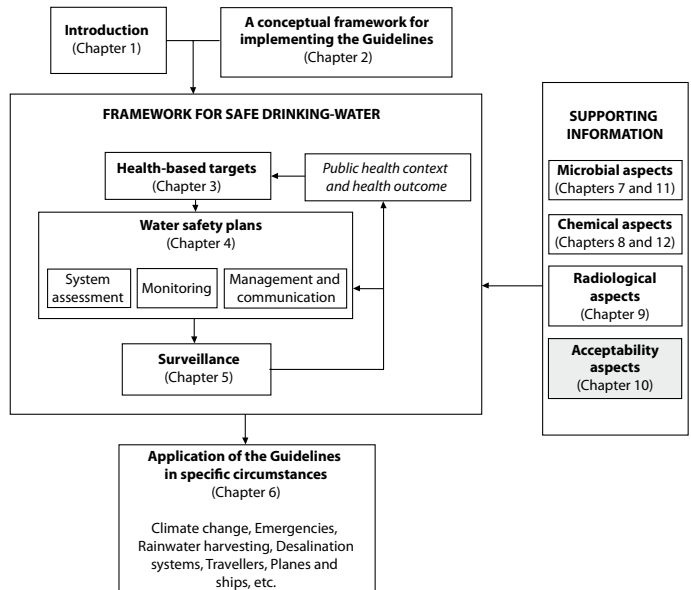 Introduction
(Chapter 1)
A conceptual framework for
implementing the Guidelines
(Chapter 2)
FRAMEWORK FOR SAFE DRINKING-WATER
Health-based targets
(Chapter 3)
Public health context
and health outcome
Water safety plans
(Chapter 4)
System
assessment
Monitoring
Management and
communication
Surveillance
(Chapter 5)
SUPPORTING
INFORMATION
Microbial aspects
(Chapters 7 and 11)
Chemical aspects
(Chapters 8 and 12)
Radiological
aspects
(Chapter 9)
Acceptability
aspects
(Chapter 10)
Application of the Guidelines
in specific circumstances
(Chapter 6)
Climate change, Emergencies,
Rainwater harvesting, Desalination
systems, Travellers, Planes and
ships, etc.